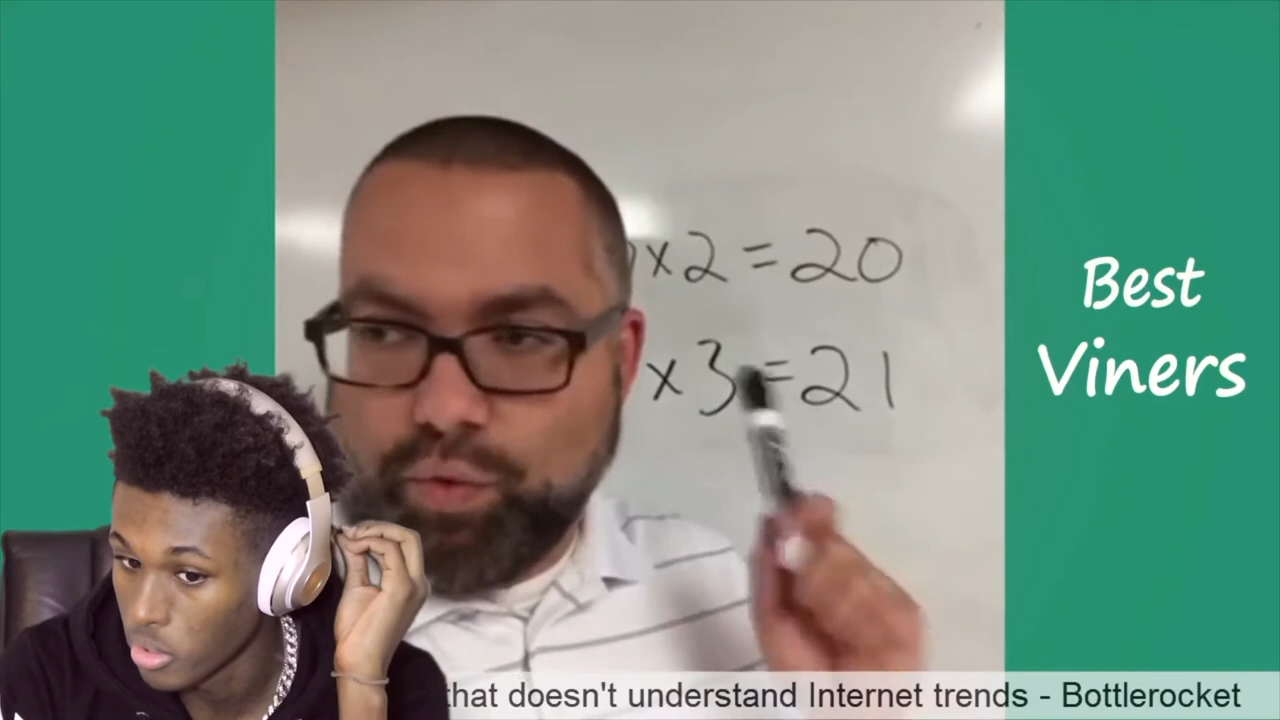 x2=20
x3=21
Best
Viners
that doesn't understand Internet trends - Bottlerocket